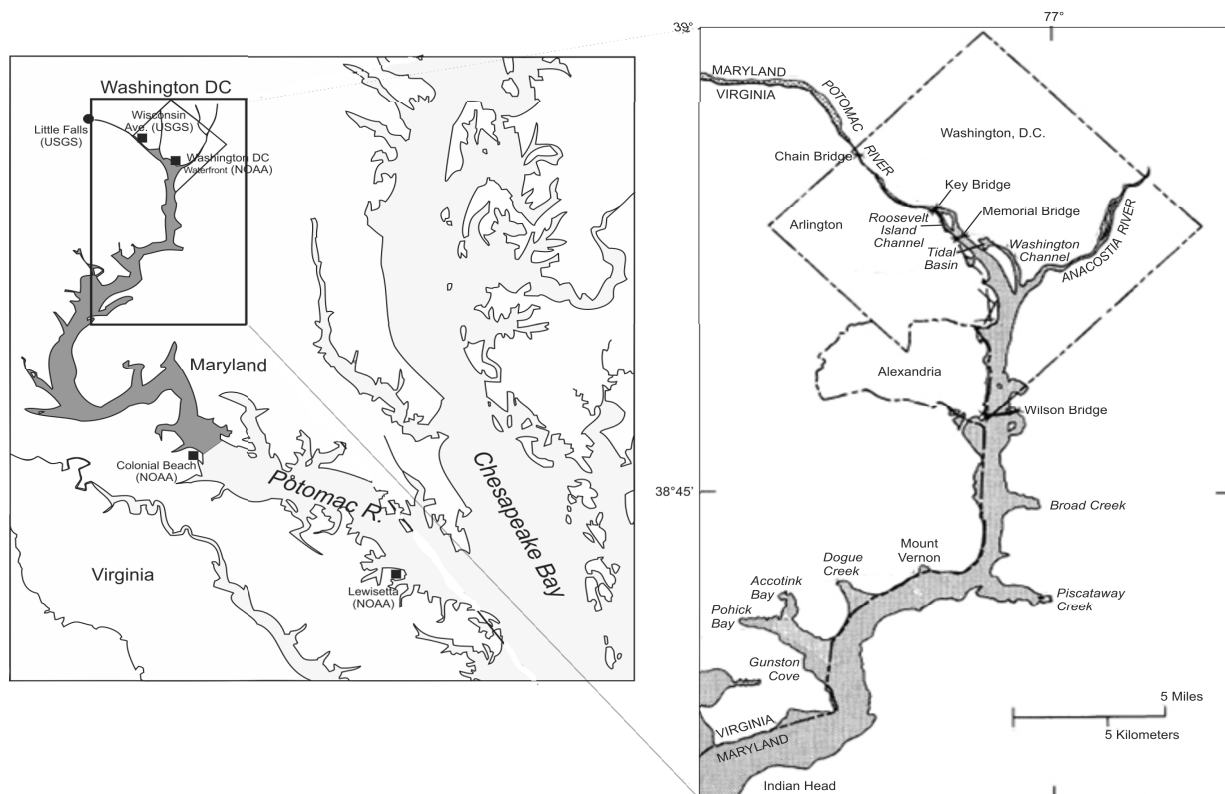 Washington DC
Wisconsin
Ave. (USGS)
Little Falls
(USGS)
Washington DC
Waterfront (NOAA)
Maryland
Colonial Beach
(NOAA)
Potomac R.
Chesapeake Bay
Virginia
Lewisetta
(NOAA)
39°
77°
MARYLAND
VIRGINIA
POTOMAC
RIVER
Washington, D.C.
Chain Bridge
Key Bridge
Arlington
Roosevelt
Island
Channel
Memorial Bridge
Tidal
Basin
Washington
Channel
ANACOSTIA RIVER
Alexandria
Wilson Bridge
38°45'
Broad Creek
Mount
Vernon
Dogue
Creek
Accotink
Bay
Pohick
Bay
Piscataway
Creek
Gunston
Cove
5 Miles
5 Kilometers
VIRGINIA
MARYLAND
Indian Head